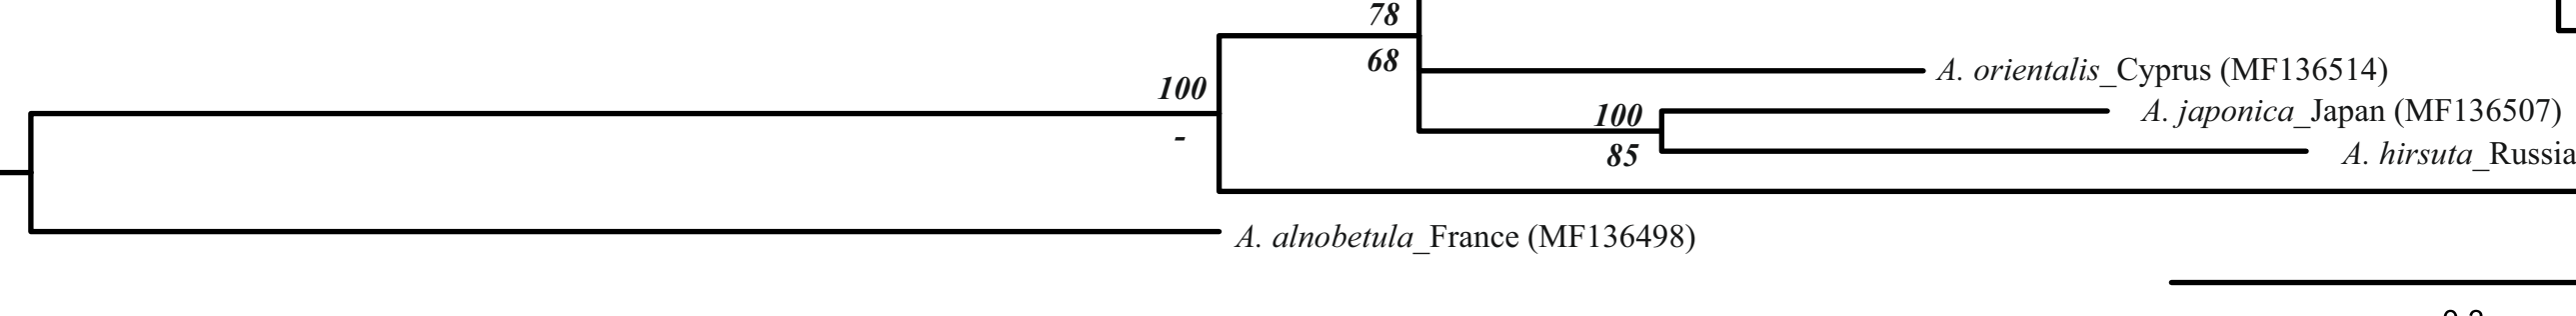 78
68
A. orientalis_Cyprus (MF136514)
100
-
A. japonica_Japan (MF136507)
100
85
A. hirsuta_Russia
A. alnobetula_France (MF136498)